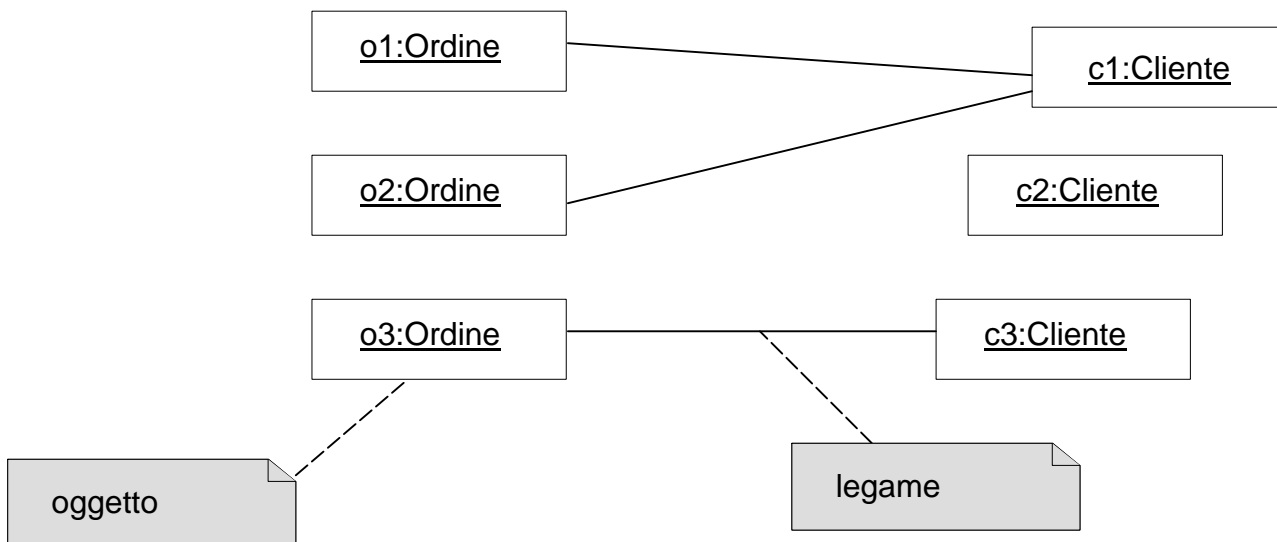 o1:Ordine
c1:Cliente
o2:Ordine
c2:Cliente
o3:Ordine
c3:Cliente
oggetto
legame